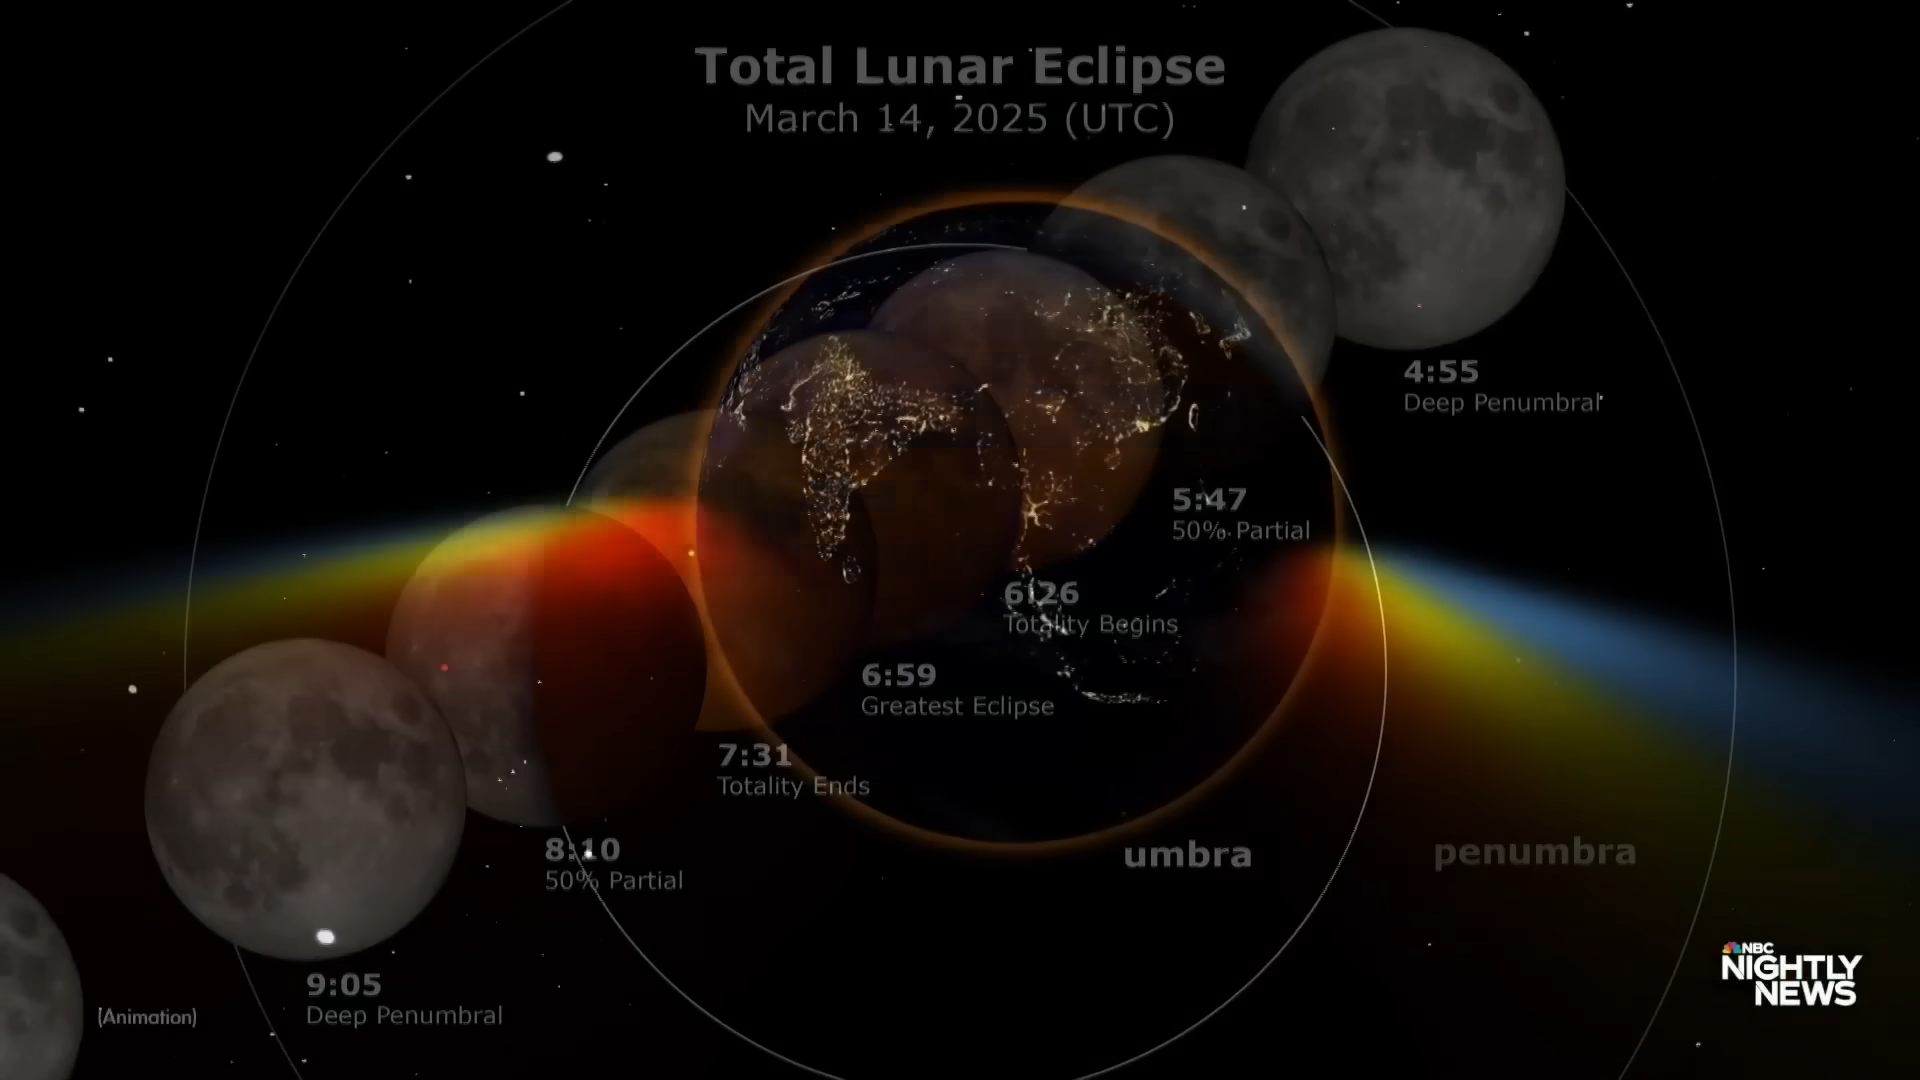 Total Lunar Eclipse
March 14, 2025 (UTC)
4:55
Deep Penumbral
5:47
50% Partial
6:26
Totality Begins
6:59
Greatest Eclipse
7:31
Totality Ends
8:10
50% Partial
umbra
penumbra
9:05
Deep Penumbral
(Animation)
NBC
NIGHTLY
NEWS